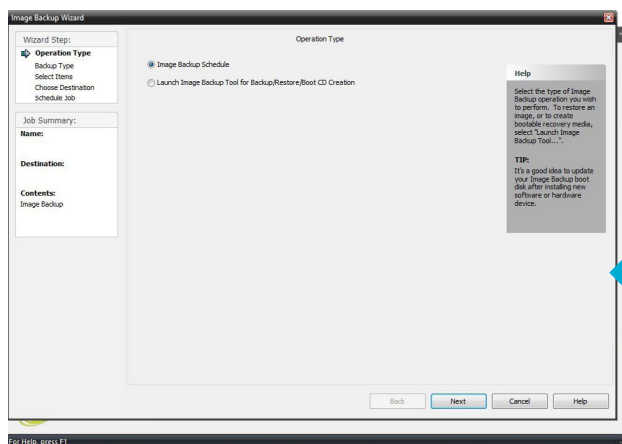 Image Backup Wizard
Wizard Step:
Operation Type
Backup Type
Select Items
Choose Destination
Schedule Job
Job Summary:
Name:
Destination:
Contents:
Image Backup
Operation Type
Image Backup Schedule
Launch Image Backup Tool for Backup/Restore/Boot CD Creation
Help
Select the type of Image
Backup operation you wish
to perform. To restore an
image, or to create
bootable recovery media,
select "Launch Image
Backup Tool...".
TIP:
It's a good idea to update
your Image Backup boot
disk after installing new
software or hardware
device.
Back Next Cancel Help
For Help, press F1